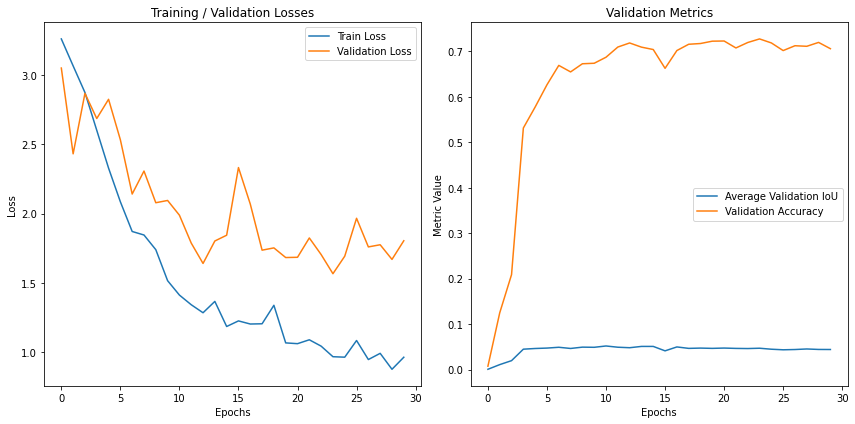 Training / Validation Losses
Train Loss
Validation Loss
3.0
2.5
2.0
1.5
1.0
Loss
0
5
10
15
20
25
30
Epochs
Validation Metrics
Average Validation IoU
Validation Accuracy
0.7
0.6
0.5
0.4
0.3
0.2
0.1
0.0
Metric Value
0
5
10
15
20
25
30
Epochs